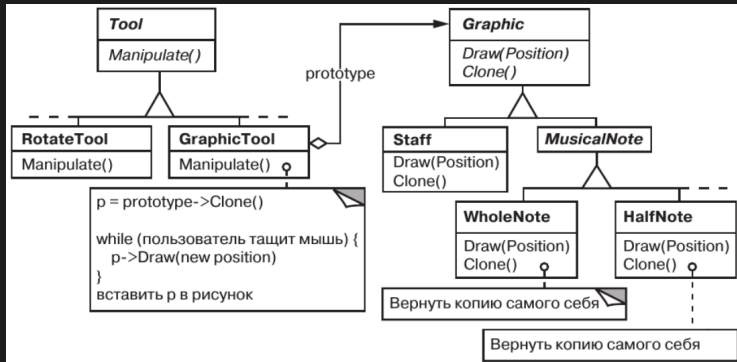 Tool
Manipulate()
Graphic
Draw(Position)
Clone()
prototype
RotateTool
Manipulate()
GraphicTool
Manipulate()
p = prototype->Clone()
while (пользователь тащит мышь) {
p->Draw(new position)
}
вставить p в рисунок
Staff
Draw(Position)
Clone()
MusicalNote
WholeNote
Draw(Position)
Clone()
HalfNote
Draw(Position)
Clone()
Вернуть копию самого себя
Вернуть копию самого себя